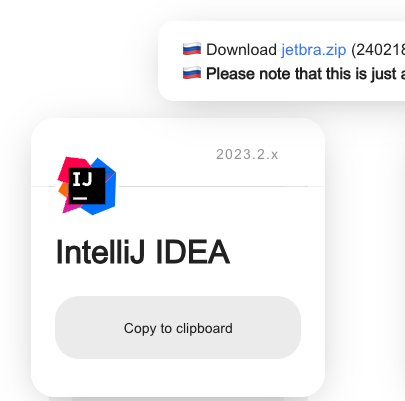 🇷🇺 Download jetbra.zip (240218
🇷🇺 Please note that this is just a
2023.2.x
IJ
IntelliJ IDEA
Copy to clipboard